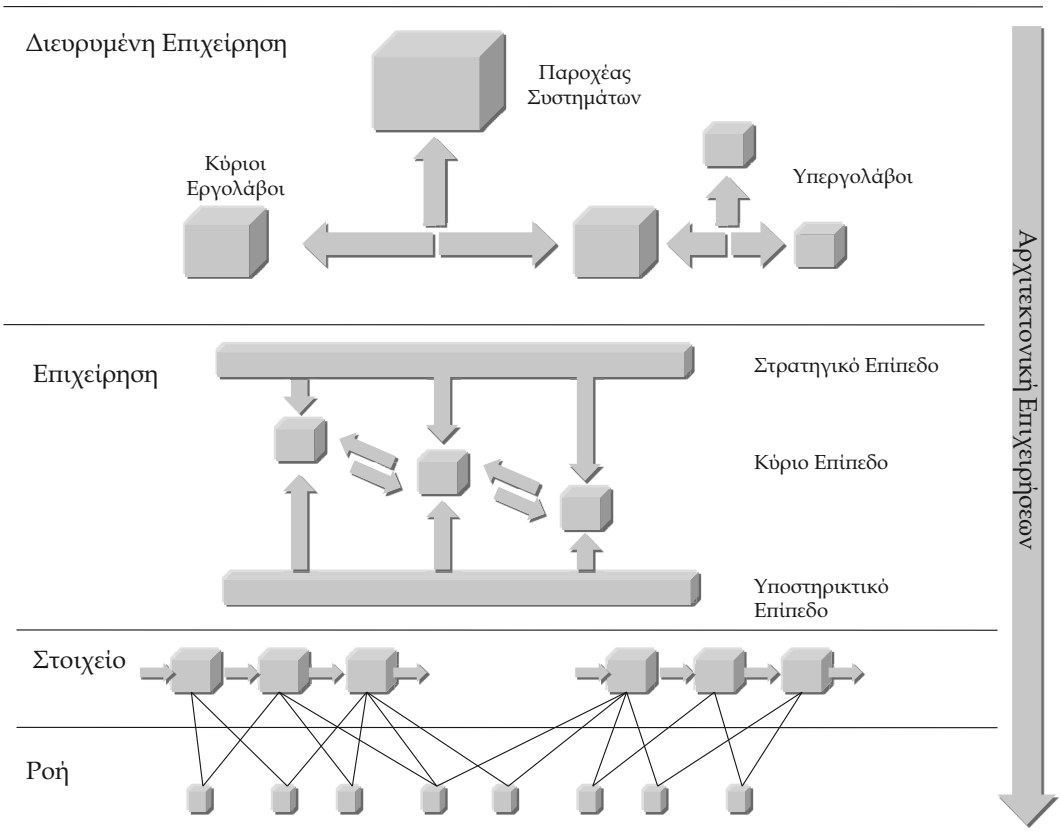 Διευρυμένη Επιχείρηση
Παροχέας
Συστημάτων
Κύριοι
Εργολάβοι
Υπεργολάβοι
Επιχείρηση
Στρατηγικό Επίπεδο
Κύριο Επίπεδο
Υποστηρικτικό
Επίπεδο
Στοιχείο
Ροή
Αρχιτεκτονική Επιχειρήσεων